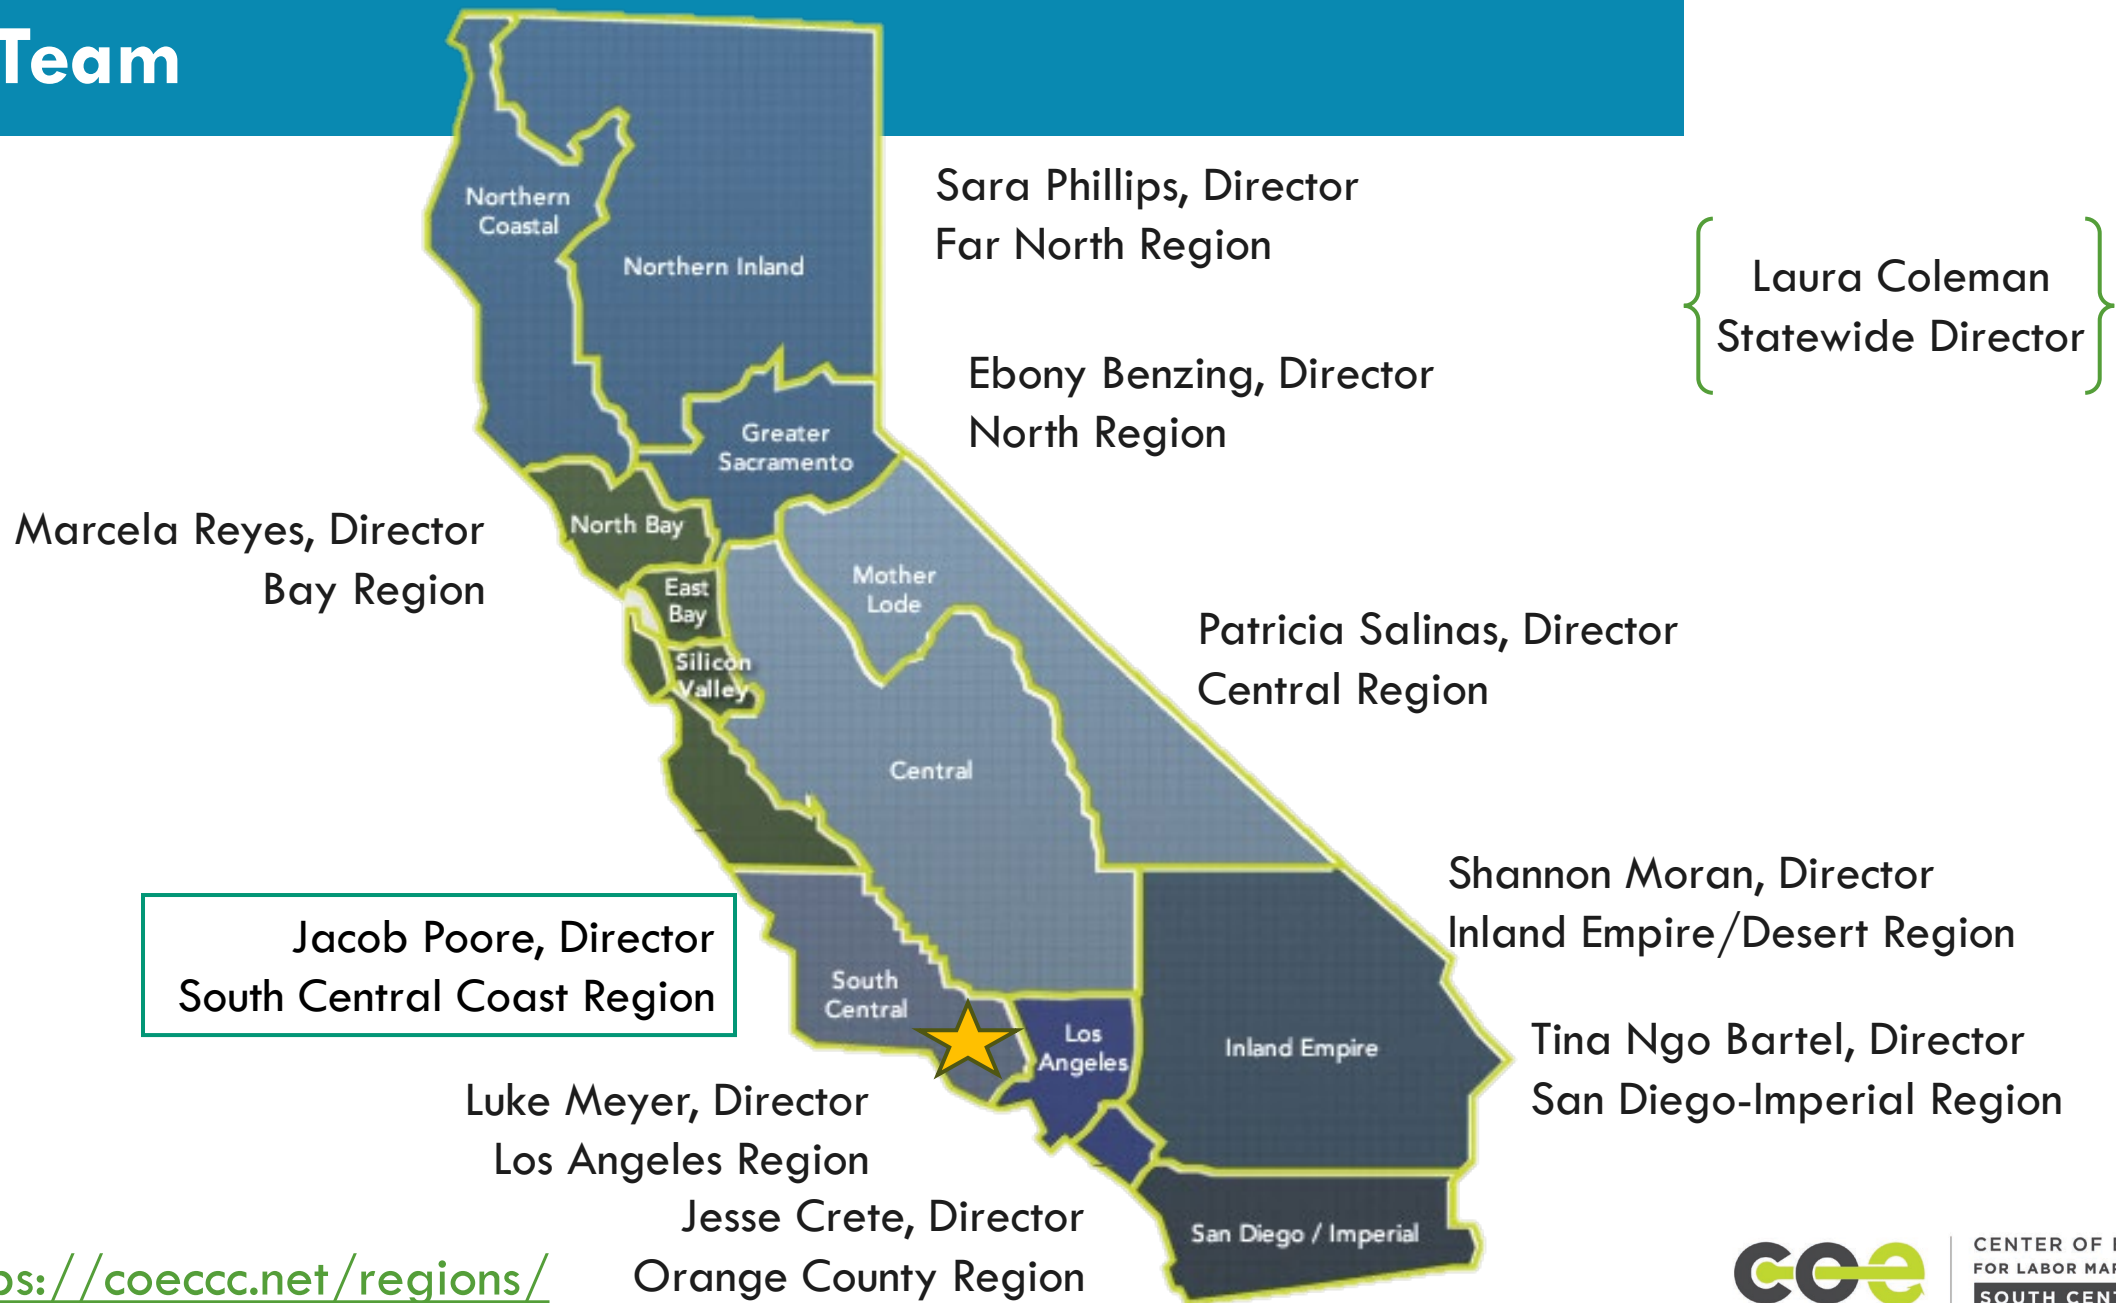 Team
Northern
Coastal
Northern Inland
Sara Phillips, Director
Far North Region
Laura Coleman
Statewide Director
Ebony Benzing, Director
North Region
Greater
Sacramento
Marcela Reyes, Director
Bay Region
North Bay
East
Bay
Silicon
Valley
Mother
Lode
Patricia Salinas, Director
Central Region
Central
Shannon Moran, Director
Inland Empire/Desert Region
Jacob Poore, Director
South Central Coast Region
South
Central
Los
Angeles
Inland Empire
Tina Ngo Bartel, Director
San Diego-Imperial Region
Luke Meyer, Director
Los Angeles Region
Jesse Crete, Director
Orange County Region
San Diego / Imperial
ps://coeccc.net/regions/
coe
CENTER OF
FOR LABOR MAR
SOUTH CENT